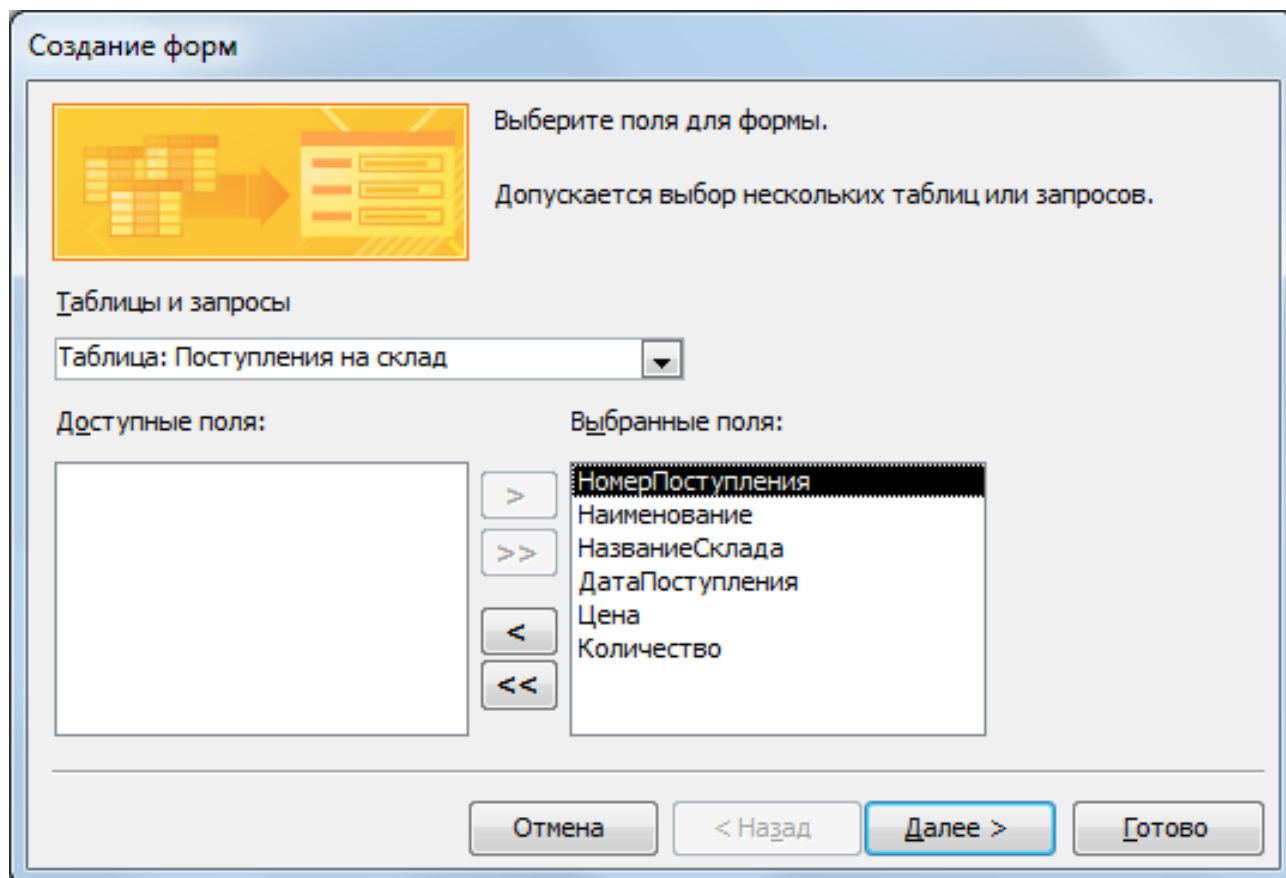 Создание форм
Выберите поля для формы.
Допускается выбор нескольких таблиц или запросов.
Таблицы и запросы
Таблица: Поступления на склад
Доступные поля:
Выбранные поля:
>
>>
<
<<
НомерПоступления
Наименование
НазваниеСклада
ДатаПоступления
Цена
Количество
Отмена
< Назад
Далее >
Готово